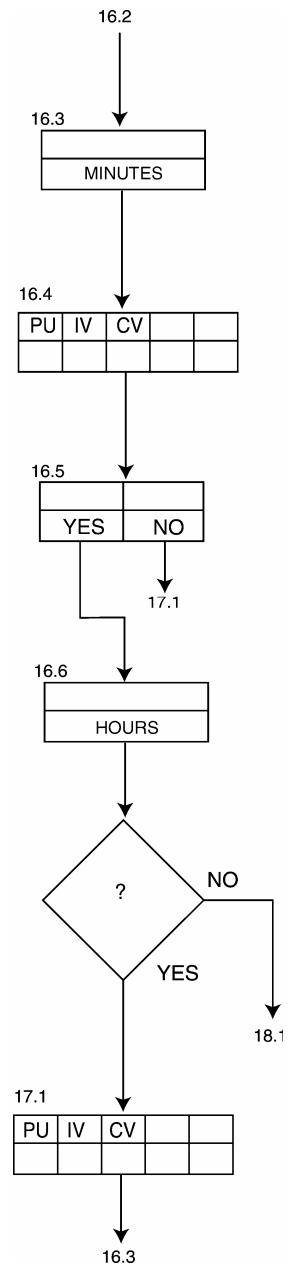 16.2
16.3
MINUTES
16.4
PU IV CV
16.5
YES NO
17.1
16.6
HOURS
?
NO
YES
18.1
17.1
PU IV CV
16.3